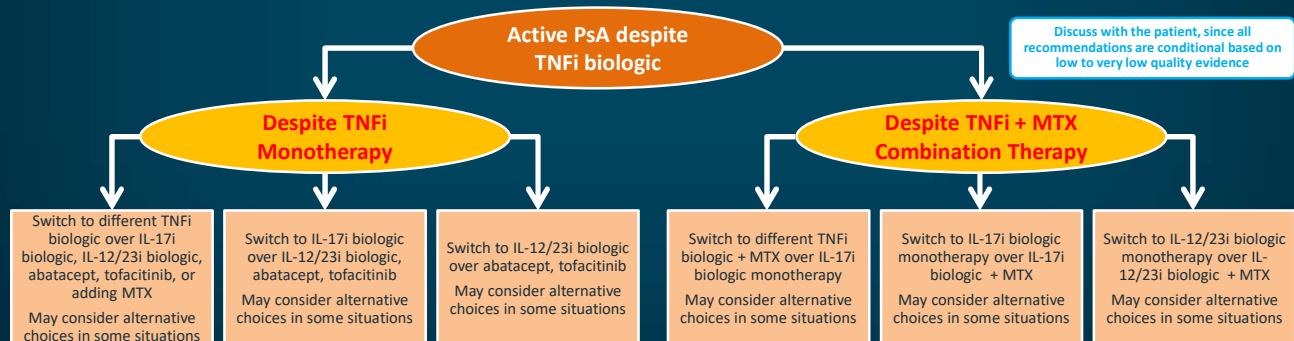 Active PsA despite
TNFi biologic
Discuss with the patient, since all
recommendations are conditional based on
low to very low quality evidence
Despite TNFi
Monotherapy
Despite TNFi + MTX
Combination Therapy
Switch to different TNFi
biologic over IL-17i
biologic, IL-12/23i biologic,
abatacept, tofacitinib, or
adding MTX
May consider alternative
choices in some situations
Switch to IL-17i biologic
over IL-12/23i biologic,
abatacept, tofacitinib
May consider alternative
choices in some situations
Switch to IL-12/23i biologic
over abatacept, tofacitinib
May consider alternative
choices in some situations
Switch to different TNFi
biologic + MTX over IL-17i
biologic monotherapy
May consider alternative
choices in some situations
Switch to IL-17i biologic
monotherapy over IL-17i
biologic + MTX
May consider alternative
choices in some situations
Switch to IL-12/23i biologic
monotherapy over IL-
12/23i biologic + MTX
May consider alternative
choices in some situations